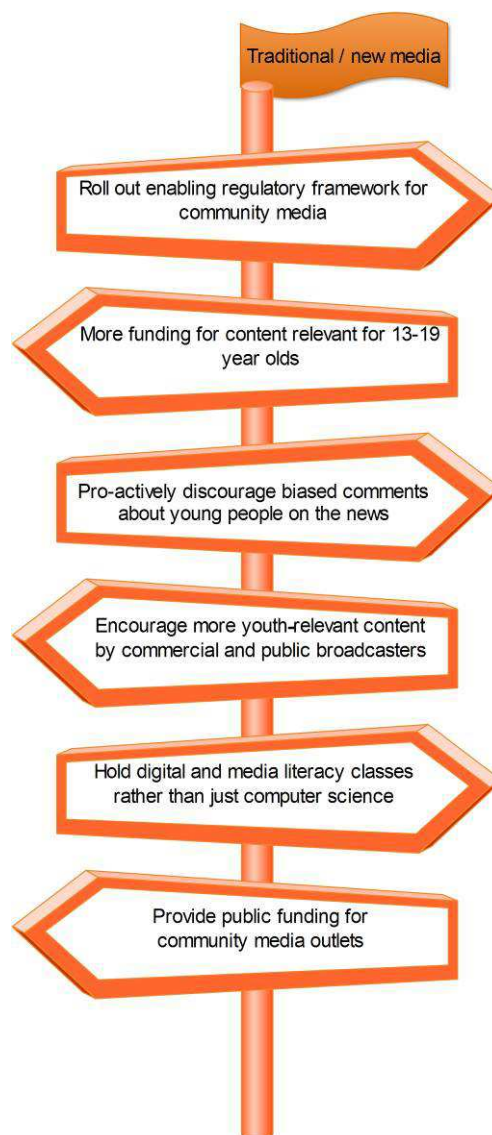 Traditional / new media
Roll out enabling regulatory framework for
community media
More funding for content relevant for 13-19
year olds
Pro-actively discourage biased comments
about young people on the news
Encourage more youth-relevant content
by commercial and public broadcasters
Hold digital and media literacy classes
rather than just computer science
Provide public funding for
community media outlets